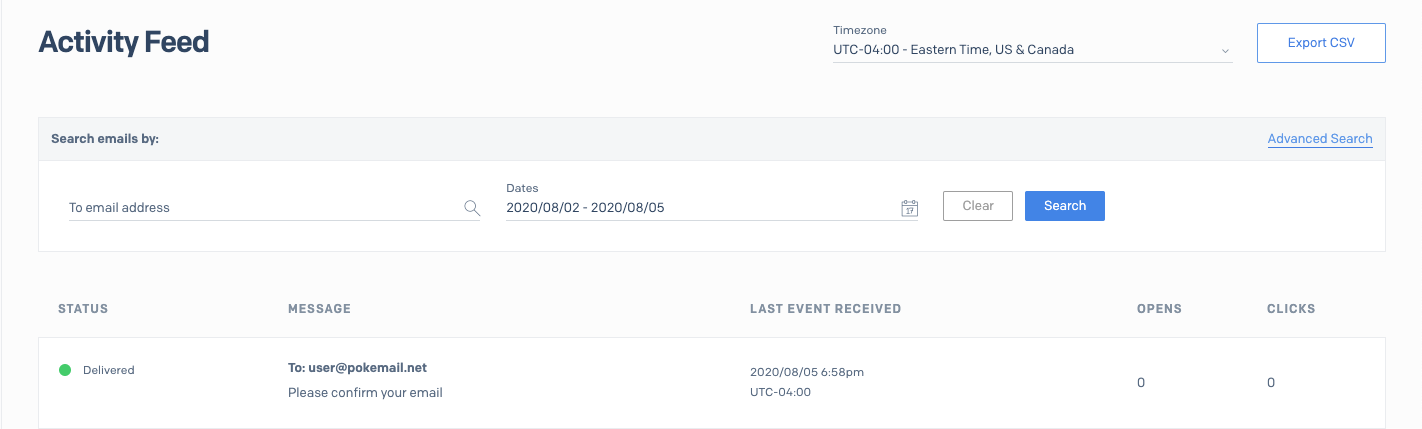 Activity Feed
Timezone
UTC-04:00 - Eastern Time, US & Canada
Export CSV
Search emails by:
Advanced Search
To email address
Dates
2020/08/02 - 2020/08/05
17
Clear
Search
STATUS MESSAGE LAST EVENT RECEIVED OPENS CLICKS
Delivered
To: user@pokemail.net
Please confirm your email
2020/08/05 6:58pm
UTC-04:00
0
0